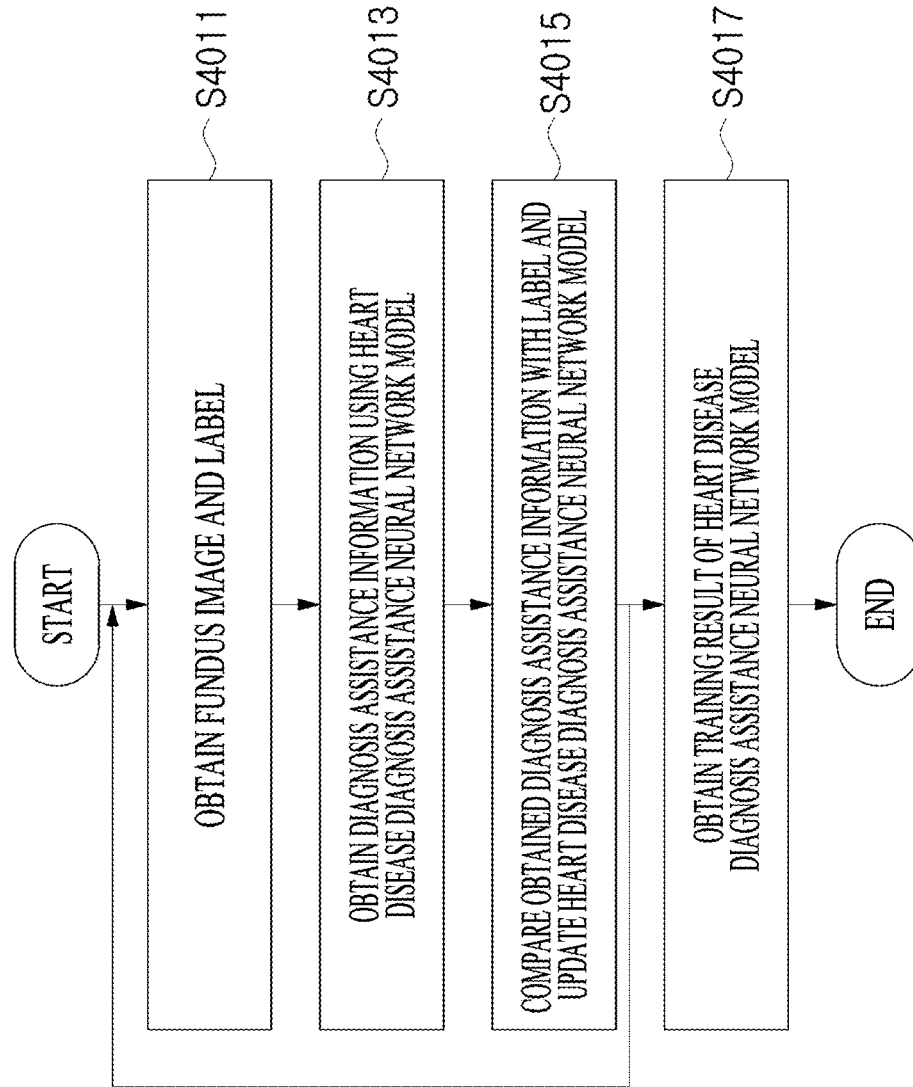 START
OBTAIN FUNDUS IMAGE AND LABEL
S4011
OBTAIN DIAGNOSIS ASSISTANCE INFORMATION USING HEART
DISEASE DIAGNOSIS ASSISTANCE NEURAL NETWORK MODEL
S4013
COMPARE OBTAINED DIAGNOSIS ASSISTANCE INFORMATION WITH LABEL AND
UPDATE HEART DISEASE DIAGNOSIS ASSISTANCE NEURAL NETWORK MODEL
S4015
OBTAIN TRAINING RESULT OF HEART DISEASE
DIAGNOSIS ASSISTANCE NEURAL NETWORK MODEL
S4017
END